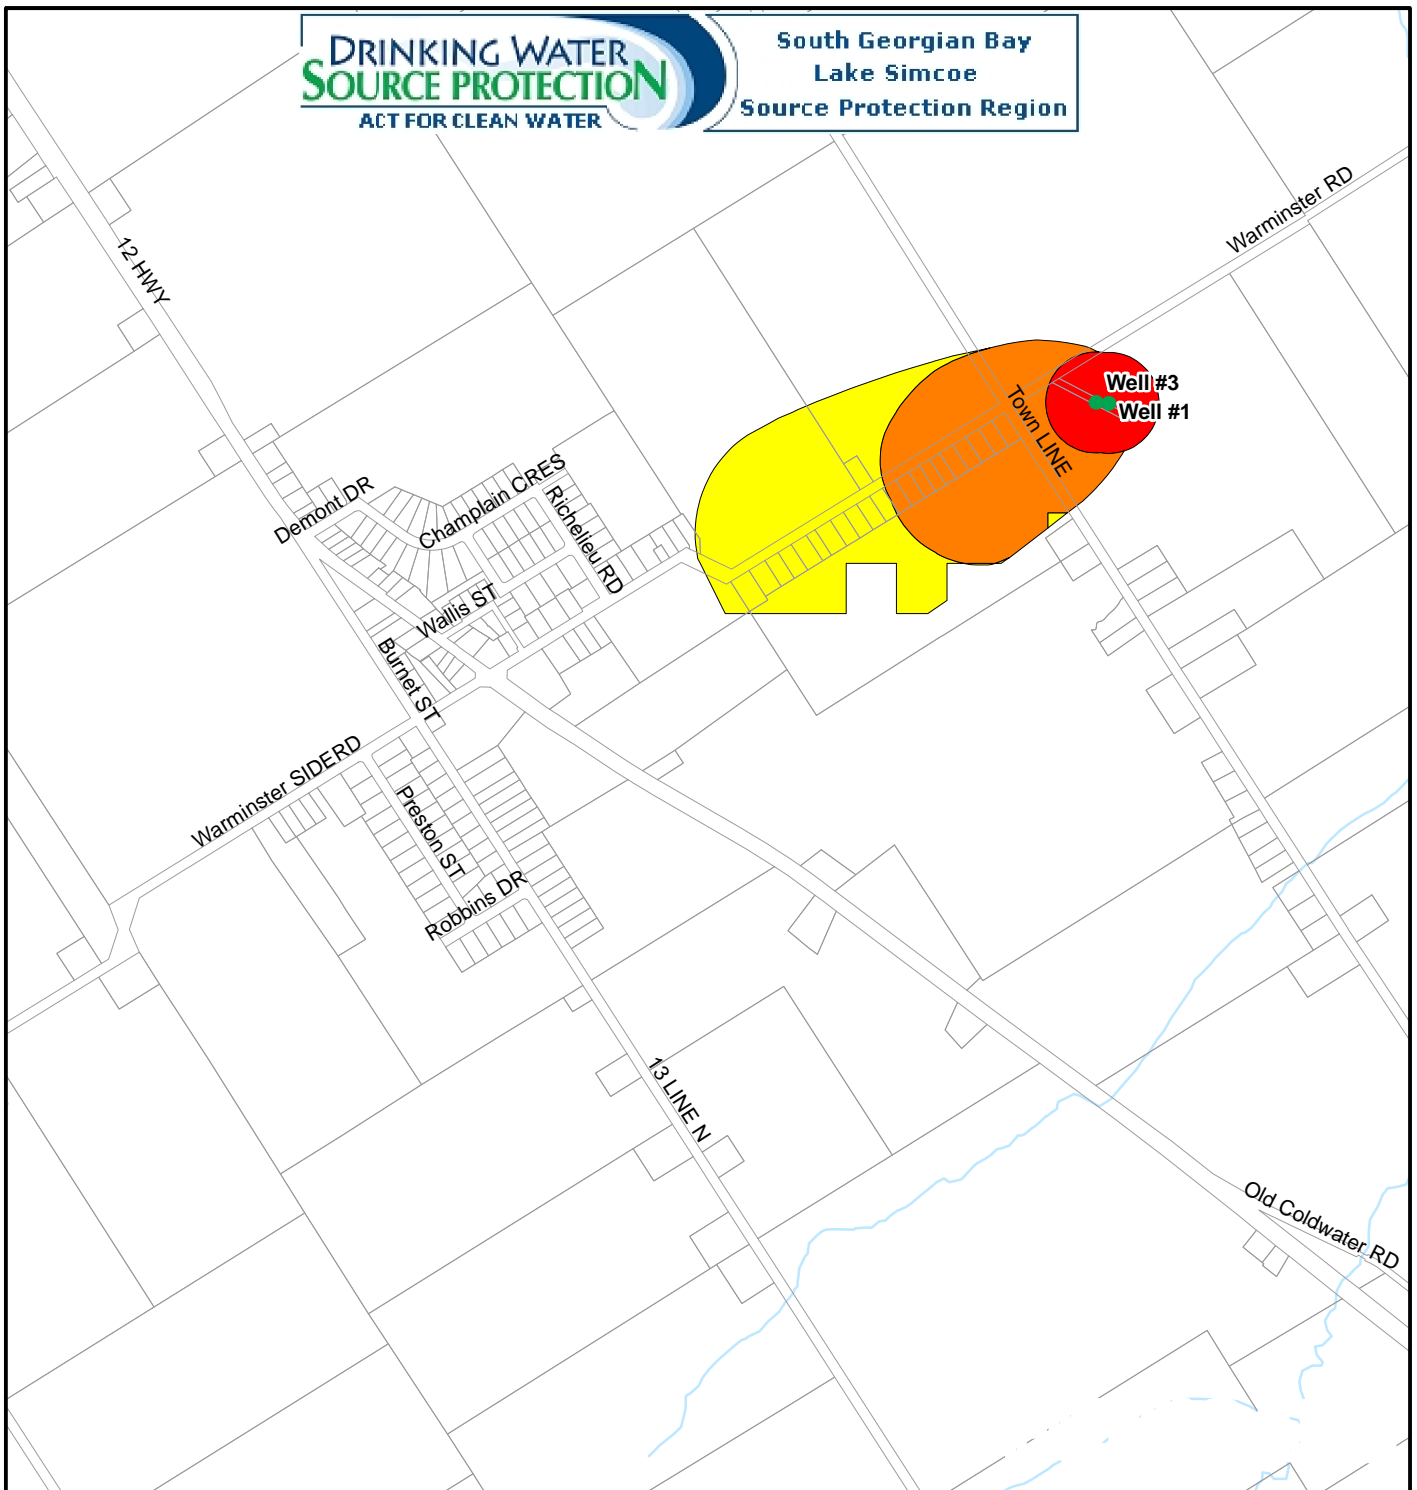 DRINKING WATER
SOURCE PROTECTION
ACT FOR CLEAN WATER
South Georgian Bay
Lake Simcoe
Source Protection Region
Warminster RD
12 HWY
Well #3
Well #1
Town LINE
Champlain CRES
Demont DR
Richelieu RD
Wallis ST
Burnet ST
Warminster SIDERD
Preston ST
Robbins DR
13 LINE N
Old Coldwater RD